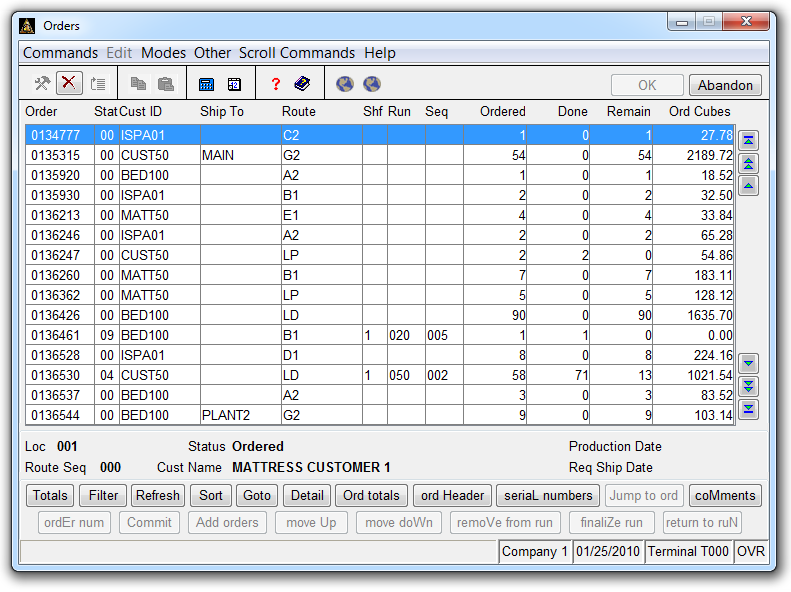 Orders
Commands Edit Modes Other Scroll Commands Help
OK Abandon
Order Stat Cust ID Ship To Route Shf Run Seq Ordered Done Remain Ord Cubes
0134777 00 ISPA01 C2 1 0 1 27.78
0135315 00 CUST50 MAIN G2 54 0 54 2189.72
0135920 00 BED100 A2 1 0 1 18.52
0135930 00 ISPA01 B1 2 0 2 32.50
0136213 00 MATT50 E1 4 0 4 33.84
0136246 00 ISPA01 A2 2 0 2 65.28
0136247 00 CUST50 LP 2 2 0 54.86
0136260 00 MATT50 B1 7 0 7 183.11
0136362 00 MATT50 LP 5 0 5 128.12
0136426 00 BED100 LD 90 0 90 1635.70
0136461 09 BED100 B1 1 020 005 1 1 0 0.00
0136528 00 ISPA01 D1 8 0 8 224.16
0136530 04 CUST50 LD 1 050 002 58 71 13 1021.54
0136537 00 BED100 A2 3 0 3 83.52
0136544 00 BED100 PLANT2 G2 9 0 9 103.14
Loc 001 Status Ordered Production Date
Route Seq 000 Cust Name MATTRESS CUSTOMER 1 Req Ship Date
Totals Filter Refresh Sort Goto Detail Ord totals ord Header seriaL numbers Jump to ord coMments
ordEr num Commit Add orders move Up move doWn remoVe from run finaliZe run return to ruN
Company 1 01/25/2010 Terminal T000 OVR